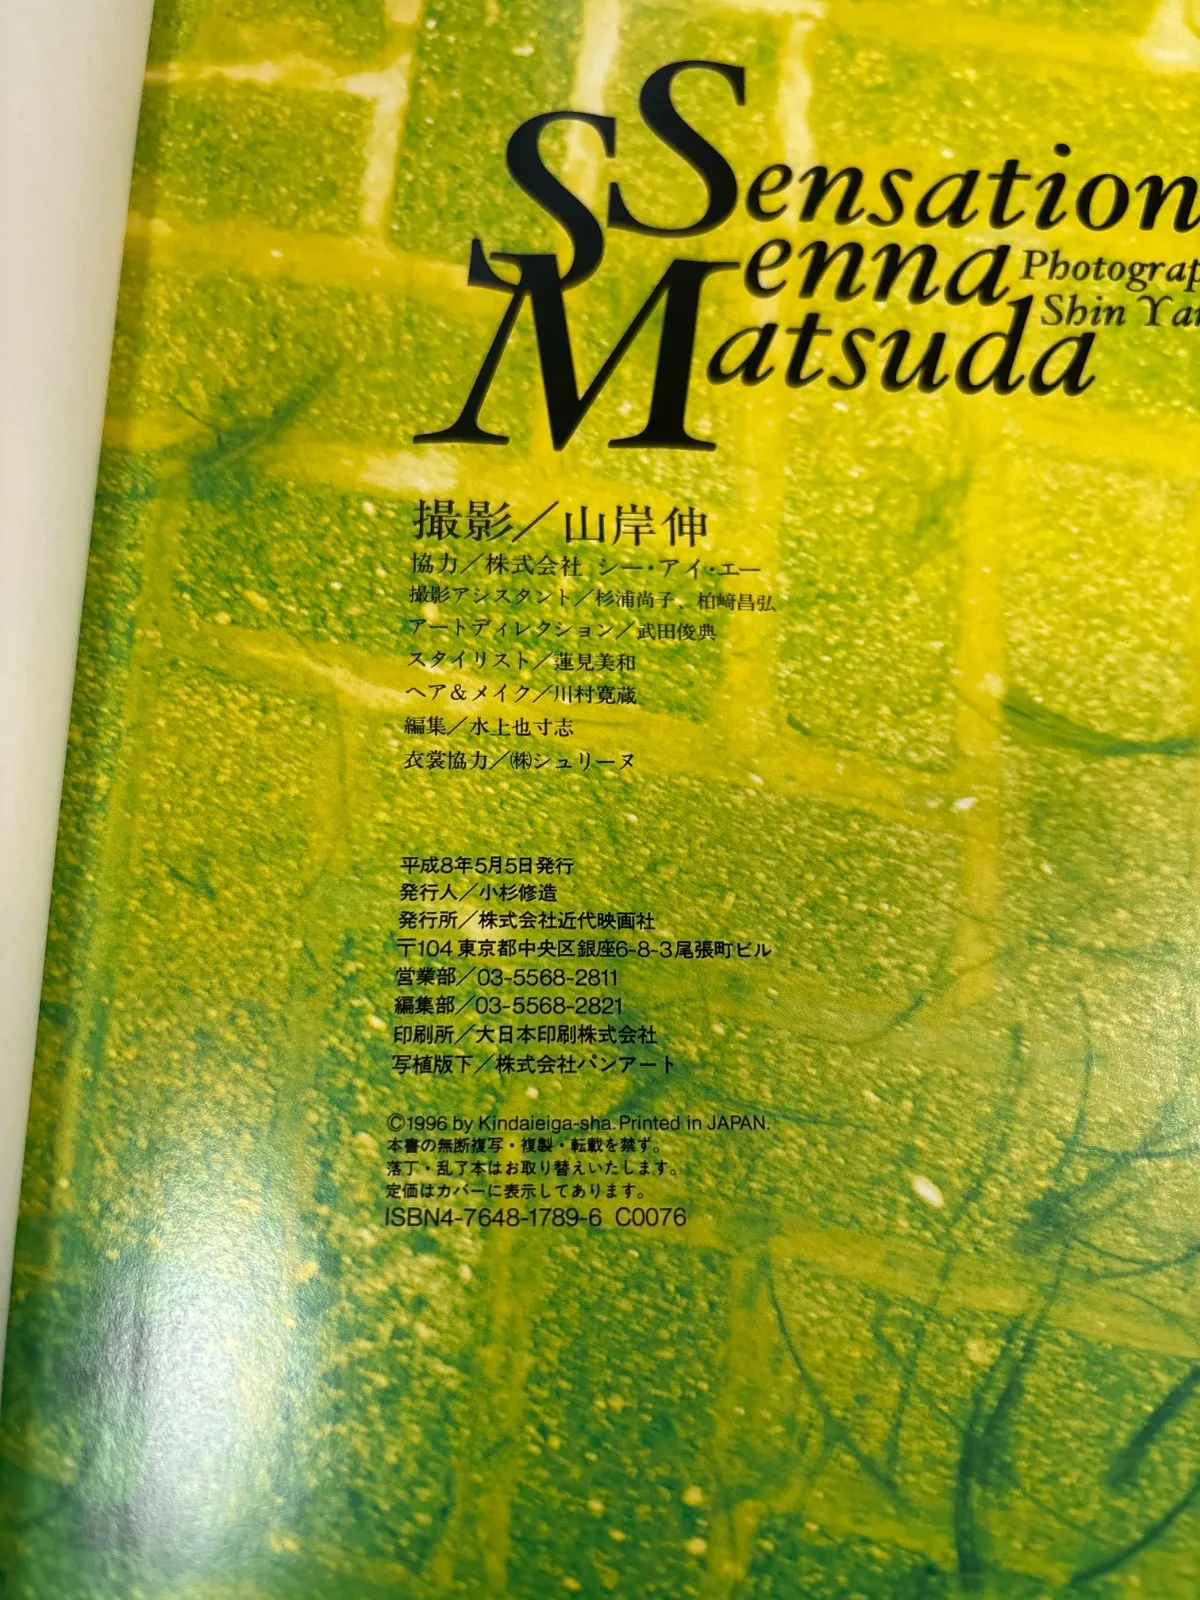 Sensation
Senna
Photograp
Shin Ya
Matsuda
撮影／山岸伸
協力／株式会社 シー・アイ・エー
撮影アシスタント／杉浦尚子、柏﨑昌弘
アートディレクション／武田俊典
スタイリスト／蓮見美和
ヘア＆メイク／川村寛蔵
編集／水上也寸志
衣裳協力／㈱シュリーヌ
平成8年5月5日発行
発行人／小杉修造
発行所／株式会社近代映画社
〒104 東京都中央区銀座6-8-3尾張町ビル
営業部／03-5568-2811
編集部／03-5568-2821
印刷所／大日本印刷株式会社
写植版下／株式会社パンアート
©1996 by Kindaieiga-sha. Printed in JAPAN.
本書の無断複写・複製・転載を禁ず。
落丁・乱丁本はお取り替えいたします。
定価はカバーに表示してあります。
ISBN4-7648-1789-6 C0076